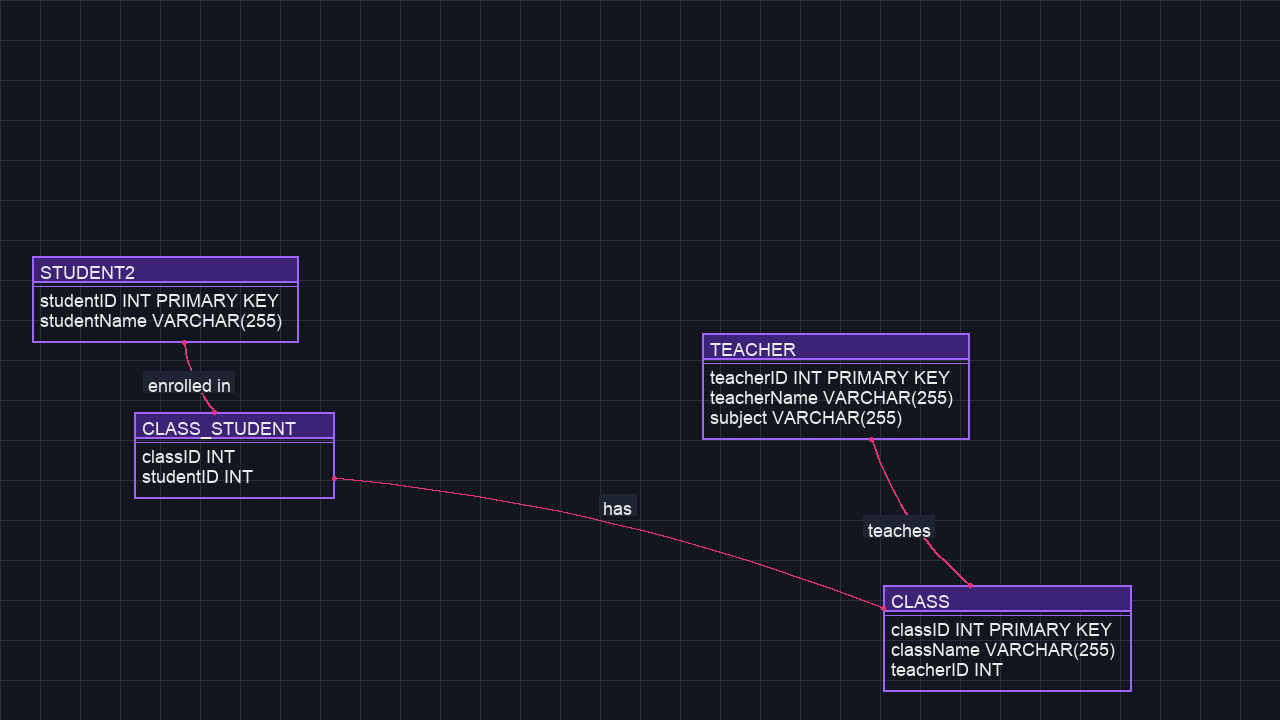 STUDENT2
studentID INT PRIMARY KEY
studentName VARCHAR(255)
enrolled in
CLASS_STUDENT
classID INT
studentID INT
has
TEACHER
teacherID INT PRIMARY KEY
teacherName VARCHAR(255)
subject VARCHAR(255)
teaches
CLASS
classID INT PRIMARY KEY
className VARCHAR(255)
teacherID INT